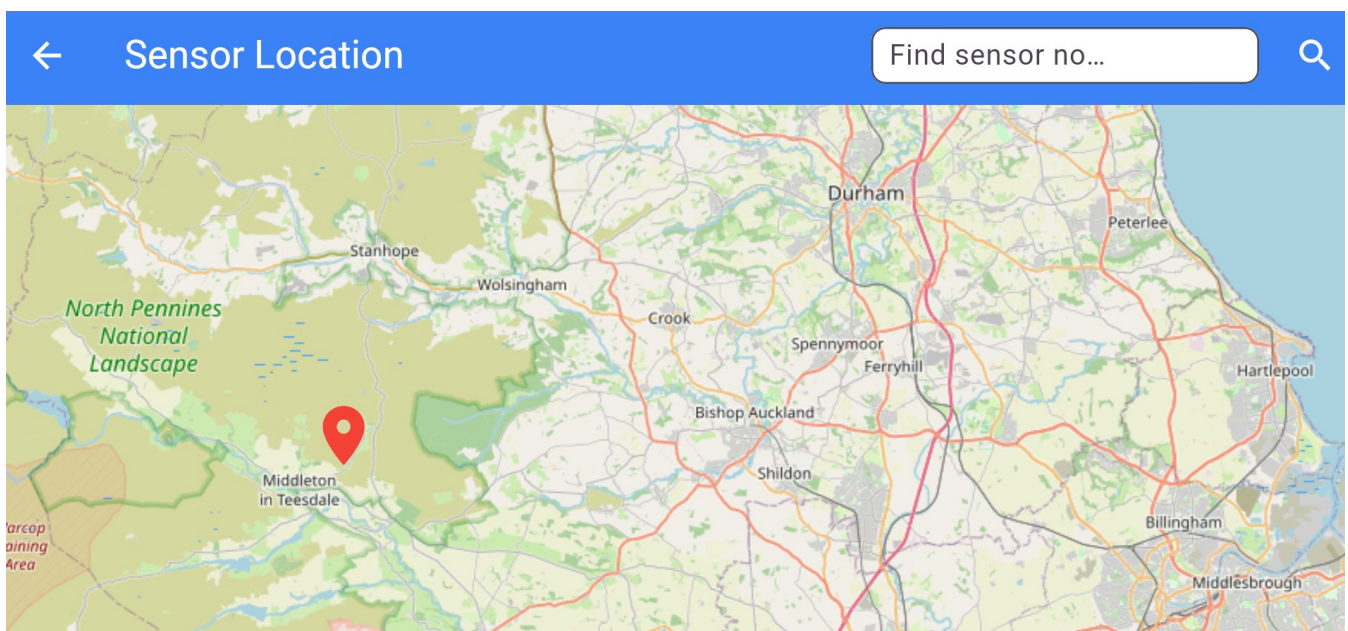 Sensor Location
Find sensor no…
Durham
Peterlee
Stanhope
Wolsingham
North Pennines
National
Landscape
Crook
Spennymoor
Ferryhill
Hartlepool
Bishop Auckland
Shildon
Middleton
in Teesdale
Billingham
Area
Middlesbrough